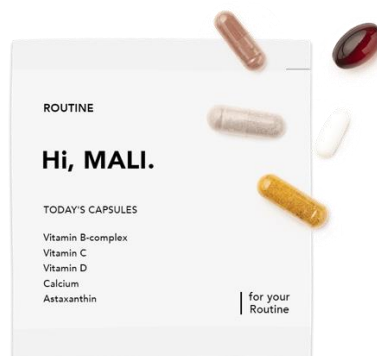 ROUTINE
Hi, MALI.
TODAY'S CAPSULES
Vitamin B-complex
Vitamin C
Vitamin D
Calcium
Astaxanthin
for your
Routine